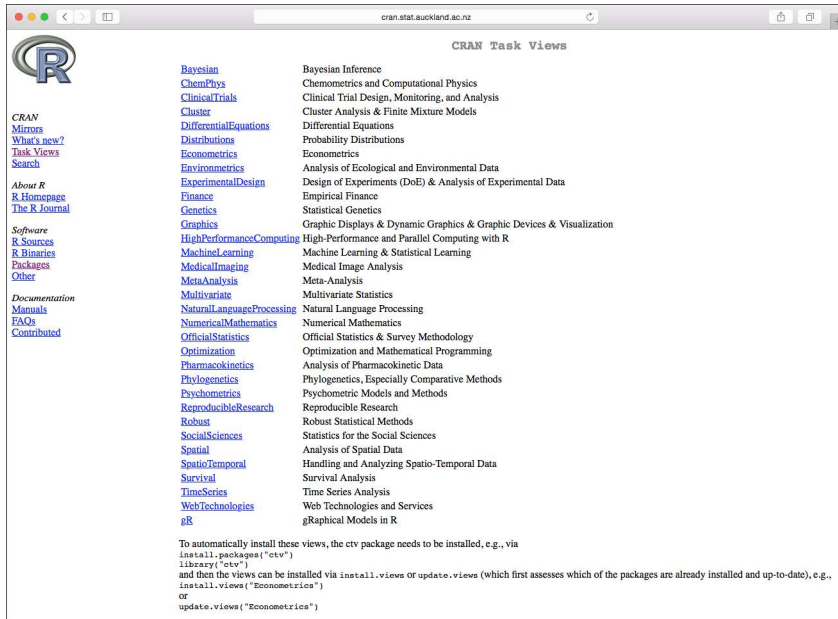 cran.stat.auckland.ac.nz
R
CRAN
Mirrors
What's new?
Task Views
Search
About R
R Homepage
The R Journal
Software
R Sources
R Binaries
Packages
Other
Documentation
Manuals
FAQs
Contributed
CRAN Task Views
Bayesian Bayesian Inference
ChemPhys Chemometrics and Computational Physics
ClinicalTrials Clinical Trial Design, Monitoring, and Analysis
Cluster Cluster Analysis & Finite Mixture Models
DifferentialEquations Differential Equations
Distributions Probability Distributions
Econometrics Econometrics
Environmetrics Analysis of Ecological and Environmental Data
ExperimentalDesign Design of Experiments (DoE) & Analysis of Experimental Data
Finance Empirical Finance
Genetics Statistical Genetics
Graphics Graphic Displays & Dynamic Graphics & Graphic Devices & Visualization
HighPerformanceComputing High-Performance and Parallel Computing with R
MachineLearning Machine Learning & Statistical Learning
MedicalImaging Medical Image Analysis
MetaAnalysis Meta-Analysis
Multivariate Multivariate Statistics
NaturalLanguageProcessing Natural Language Processing
NumericalMathematics Numerical Mathematics
OfficialStatistics Official Statistics & Survey Methodology
Optimization Optimization and Mathematical Programming
Pharmacokinetics Analysis of Pharmacokinetic Data
Phylogenetics Phylogenetics, Especially Comparative Methods
Psychometrics Psychometric Models and Methods
ReproducibleResearch Reproducible Research
Robust Robust Statistical Methods
SocialSciences Statistics for the Social Sciences
Spatial Analysis of Spatial Data
SpatioTemporal Handling and Analyzing Spatio-Temporal Data
Survival Survival Analysis
TimeSeries Time Series Analysis
WebTechnologies Web Technologies and Services
gR gRaphical Models in R
To automatically install these views, the ctv package needs to be installed, e.g., via
install.packages("ctv")
library("ctv")
and then the views can be installed via install.views or update.views (which first assesses which of the packages are already installed and up-to-date), e.g.,
install.views("Econometrics")
or
update.views("Econometrics")